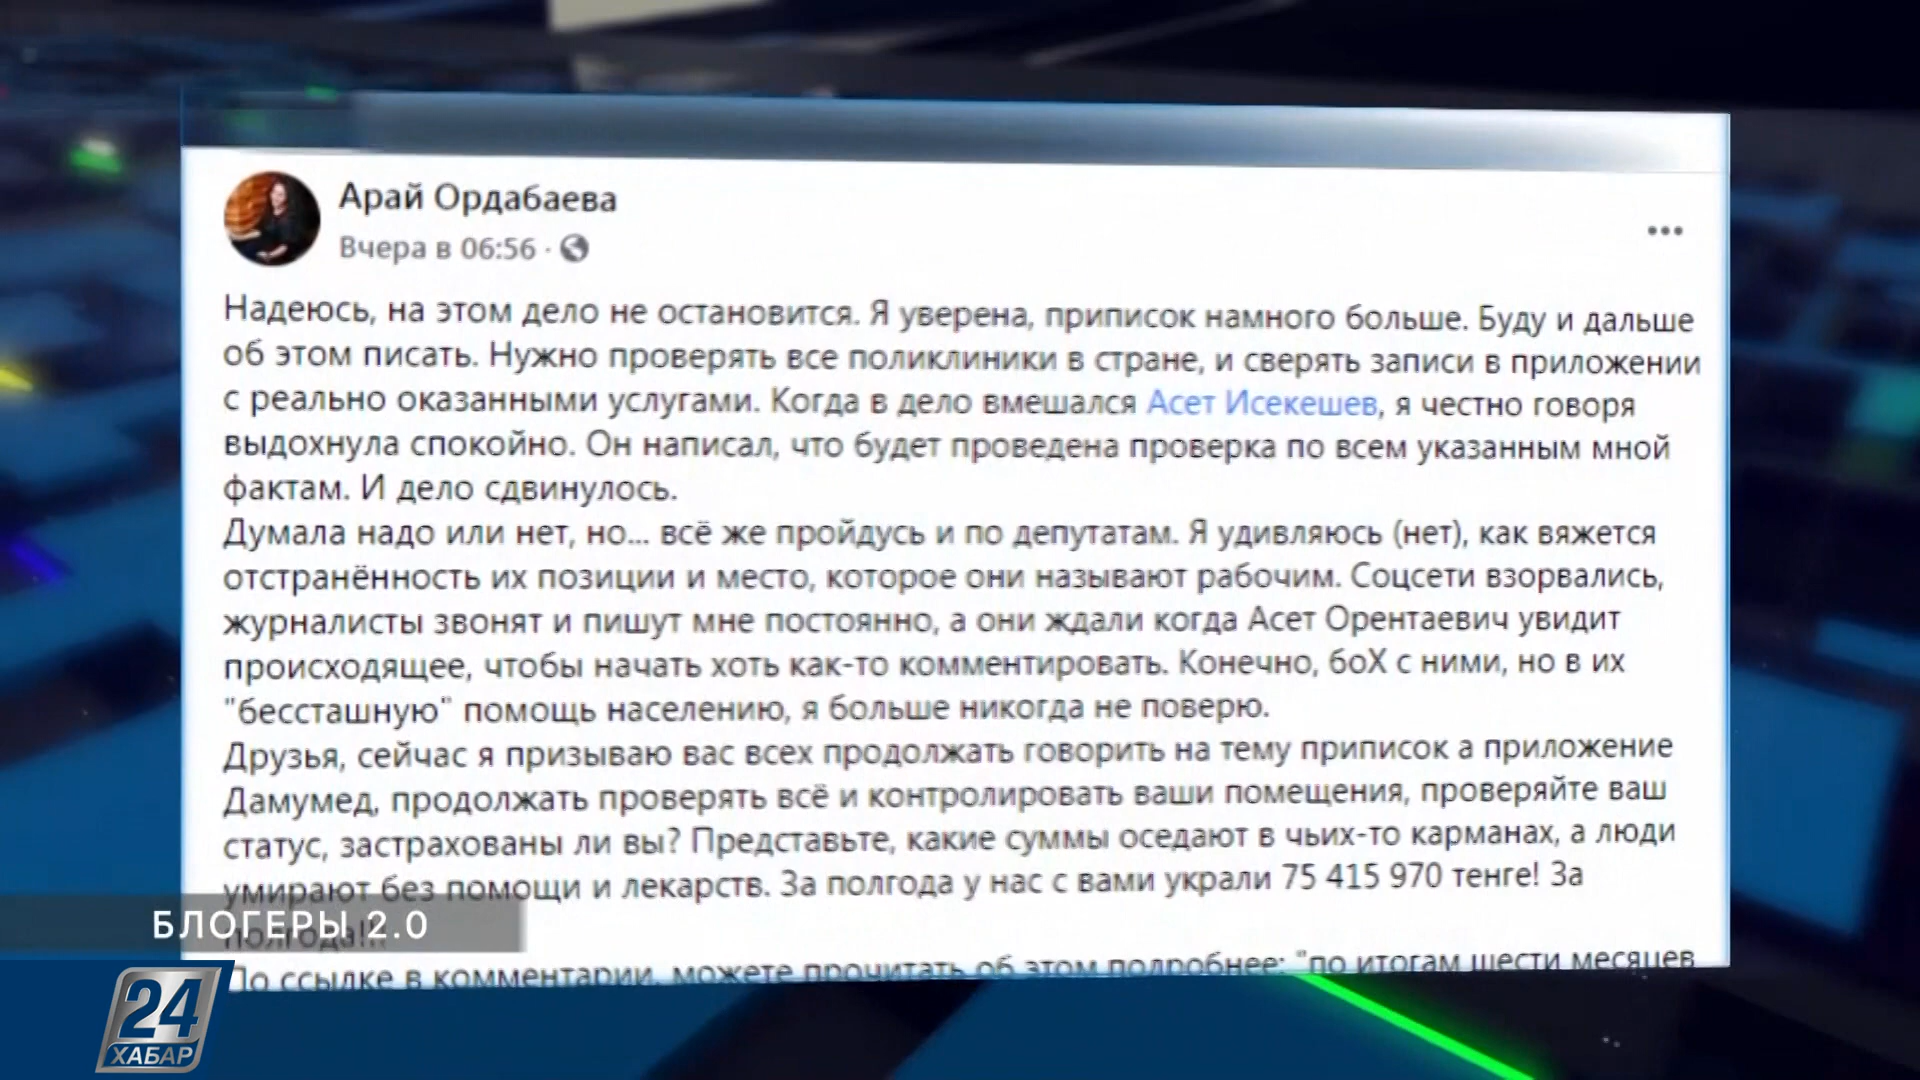 Арай Ордабаева
Вчера в 06:56 ·
Надеюсь, на этом дело не остановится. Я уверена, приписок намного больше. Буду и дальше
об этом писать. Нужно проверять все поликлиники в стране, и сверять записи в приложении
с реально оказанными услугами. Когда в дело вмешался Асет Исекешев, я честно говоря
выдохнула спокойно. Он написал, что будет проведена проверка по всем указанным мной
фактам. И дело сдвинулось.
Думала надо или нет, но... всё же пройдусь и по депутатам. Я удивляюсь (нет), как вяжется
отстранённость их позиции и место, которое они называют рабочим. Соцсети взорвались,
журналисты звонят и пишут мне постоянно, а они ждали когда Асет Орентаевич увидит
происходящее, чтобы начать хоть как-то комментировать. Конечно, боХ с ними, но в их
"бессташную" помощь населению, я больше никогда не поверю.
Друзья, сейчас я призываю вас всех продолжать говорить на тему приписок а приложение
Дамумед, продолжать проверять всё и контролировать ваши помещения, проверяйте ваш
статус, застрахованы ли вы? Представьте, какие суммы оседают в чьих-то карманах, а люди
умирают без помощи и лекарств. За полгода у нас с вами украли 75 415 970 тенге! За
полгода!!
БЛОГЕРЫ 2.0
По ссылке в комментарии, можете прочитать об этом подробнее: "по итогам шести месяцев
24
ХАБАР